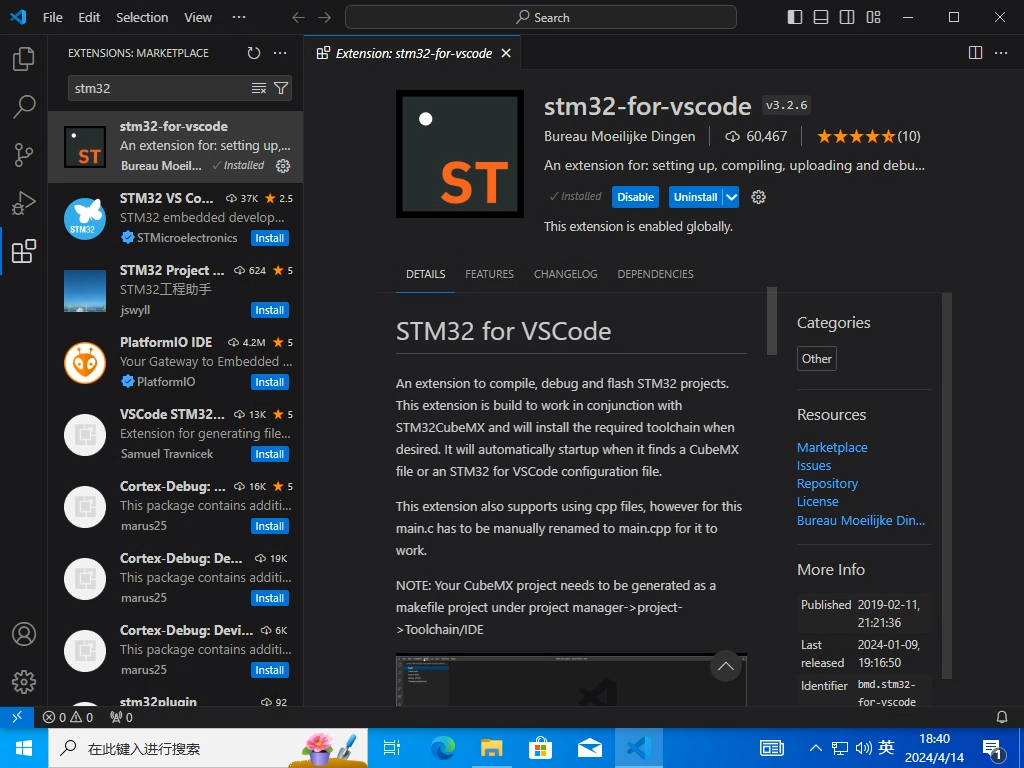 File Edit Selection View ··· Search
EXTENSIONS: MARKETPLACE
stm32
stm32-for-vscode
An extension for: setting up,...
Bureau Moeil... Installed
STM32 VS Co... 37K 2.5
STM32 embedded develop...
STMicroelectronics Install
STM32 Project ... 624 5
STM32工程助手
jswyll Install
PlatformIO IDE 4.2M 5
Your Gateway to Embedded ...
PlatformIO Install
VSCode STM32... 13K 5
Extension for generating file...
Samuel Travnicek Install
Cortex-Debug: ... 16K 5
This package contains additi...
marus25 Install
Cortex-Debug: De... 19K
This package contains additi...
marus25 Install
Cortex-Debug: Devi... 6K
This package contains additi...
marus25 Install
stm32plugin 92
Extension: stm32-for-vscode
ST
stm32-for-vscode v3.2.6
Bureau Moeilijke Dingen 60,467 (10)
An extension for: setting up, compiling, uploading and debu...
Installed Disable Uninstall
This extension is enabled globally.
DETAILS FEATURES CHANGELOG DEPENDENCIES
STM32 for VSCode
An extension to compile, debug and flash STM32 projects.
This extension is build to work in conjunction with
STM32CubeMX and will install the required toolchain when
desired. It will automatically startup when it finds a CubeMX
file or an STM32 for VSCode configuration file.
This extension also supports using cpp files, however for this
main.c has to be manually renamed to main.cpp for it to
work.
NOTE: Your CubeMX project needs to be generated as a
makefile project under project manager->project-
>Toolchain/IDE
Categories
Other
Resources
Marketplace
Issues
Repository
License
Bureau Moeilijke Din...
More Info
Published 2019-02-11,
21:21:36
Last 2024-01-09,
released 19:16:50
Identifier bmd.stm32-
for-vscode
0 0 0
在此键入进行搜索
英
18:40
2024/4/14
1